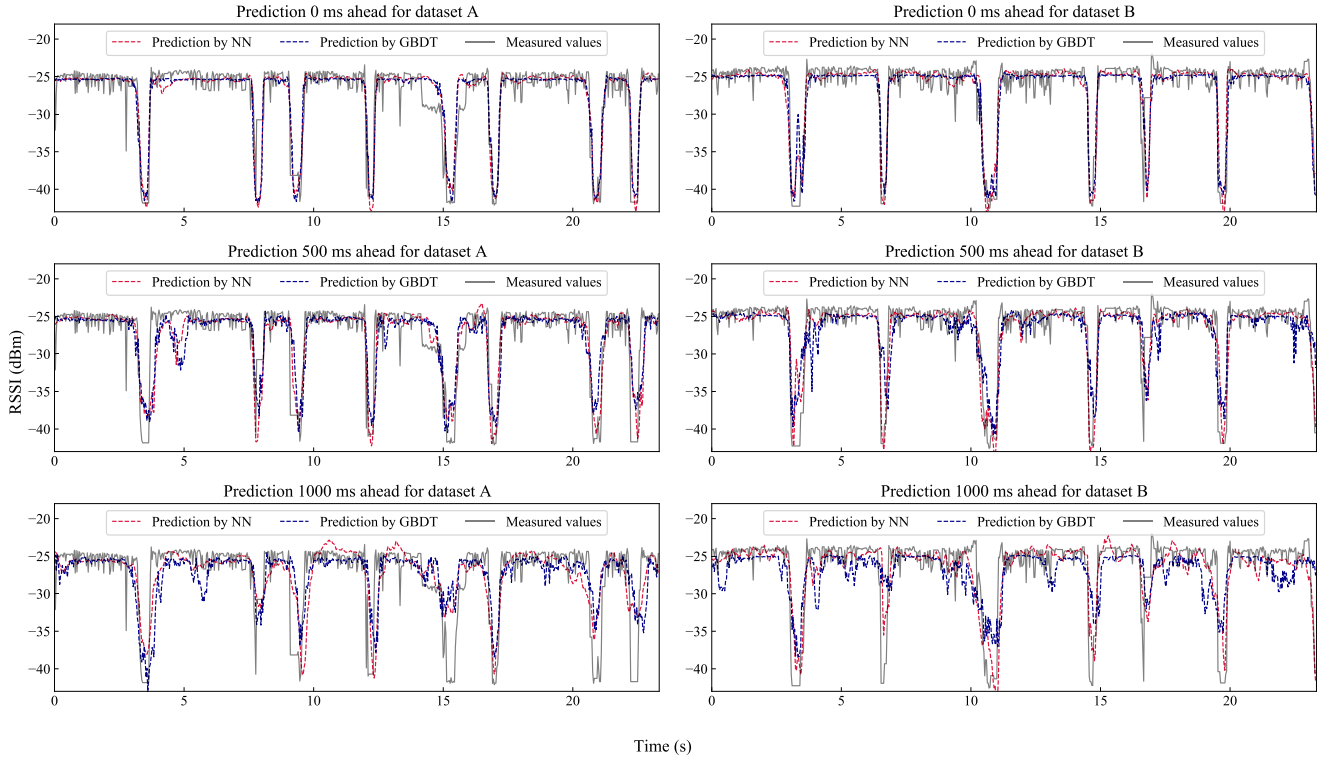 Prediction 0 ms ahead for dataset A
Prediction by NN Prediction by GBDT Measured values
−20
−25
−30
−35
−40
0 5 10 15 20
Prediction 0 ms ahead for dataset B
Prediction by NN Prediction by GBDT Measured values
−20
−25
−30
−35
−40
0 5 10 15 20
Prediction 500 ms ahead for dataset A
Prediction by NN Prediction by GBDT Measured values
RSSI (dBm)
−20
−25
−30
−35
−40
0 5 10 15 20
Prediction 500 ms ahead for dataset B
Prediction by NN Prediction by GBDT Measured values
−20
−25
−30
−35
−40
0 5 10 15 20
Prediction 1000 ms ahead for dataset A
Prediction by NN Prediction by GBDT Measured values
−20
−25
−30
−35
−40
0 5 10 15 20
Prediction 1000 ms ahead for dataset B
Prediction by NN Prediction by GBDT Measured values
−20
−25
−30
−35
−40
0 5 10 15 20
Time (s)